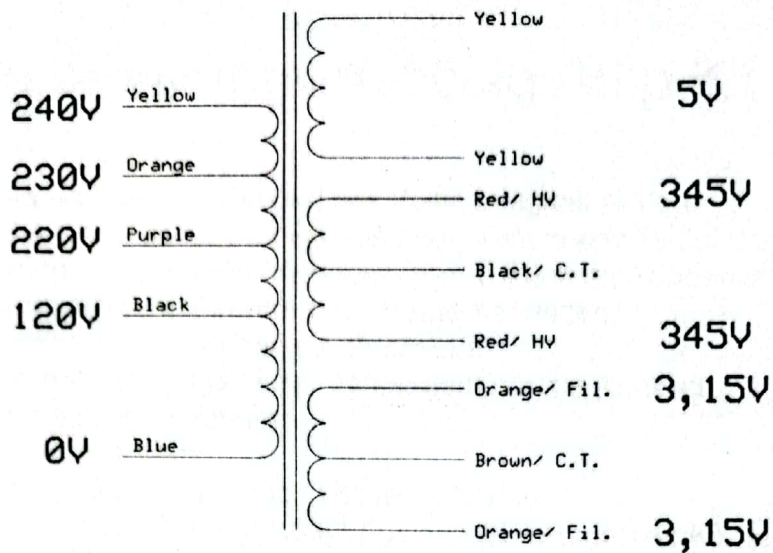 Yellow
240V Yellow
5V
230V Orange
Yellow
Red/ HV 345V
220V Purple
Black/ C.T.
120V Black
Red/ HV 345V
Orange/ Fil. 3,15V
0V Blue
Brown/ C.T.
Orange/ Fil. 3,15V